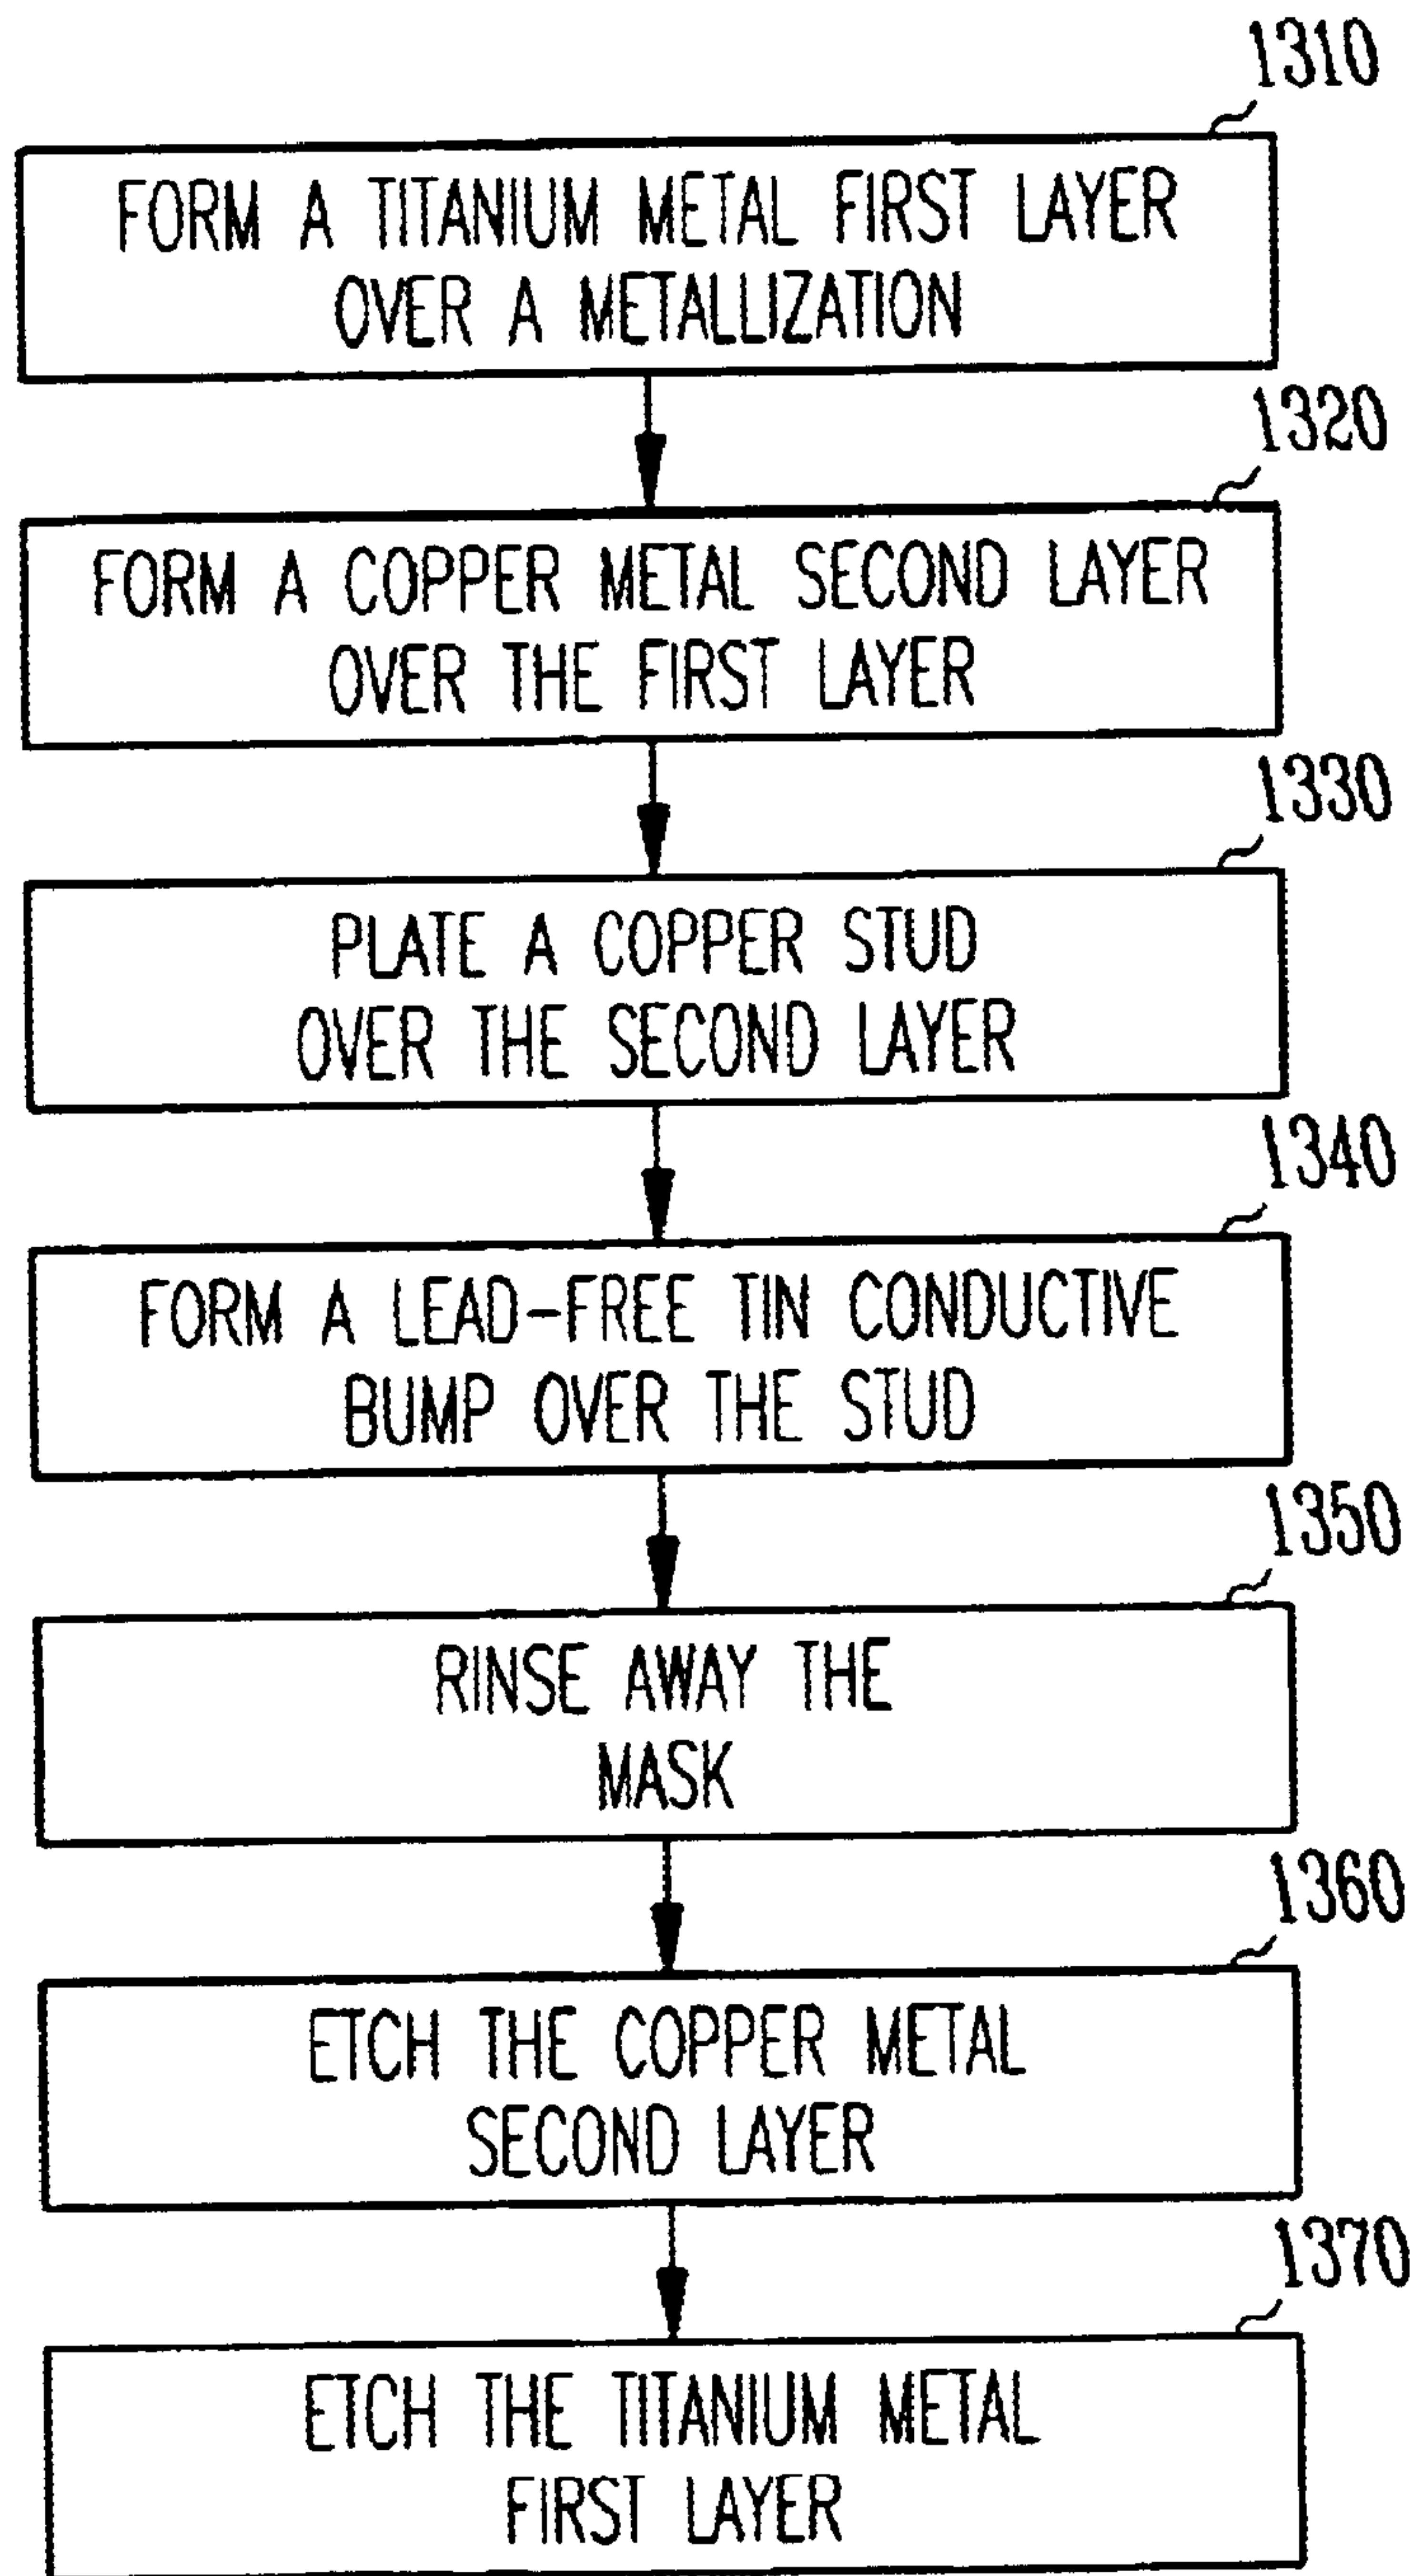 1310
FORM A TITANIUM METAL FIRST LAYER
OVER A METALLIZATION
1320
FORM A COPPER METAL SECOND LAYER
OVER THE FIRST LAYER
1330
PLATE A COPPER STUD
OVER THE SECOND LAYER
1340
FORM A LEAD-FREE TIN CONDUCTIVE
BUMP OVER THE STUD
1350
RINSE AWAY THE
MASK
1360
ETCH THE COPPER METAL
SECOND LAYER
1370
ETCH THE TITANIUM METAL
FIRST LAYER